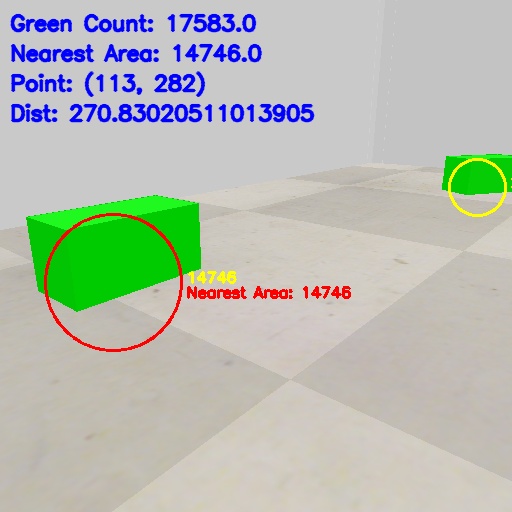 Green Count: 17583.0
Nearest Area: 14746.0
Point: (113, 282)
Dist: 270.83020511013905
14746
Nearest Area: 14746